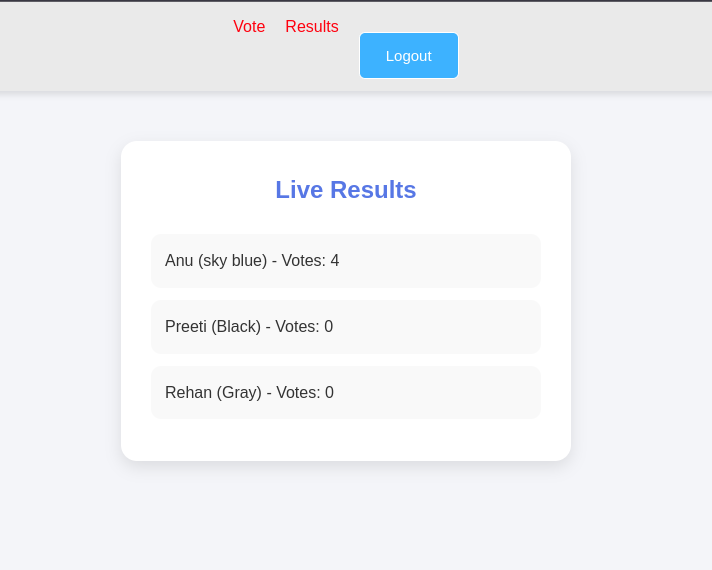 Vote Results
Logout
Live Results
Anu (sky blue) - Votes: 4
Preeti (Black) - Votes: 0
Rehan (Gray) - Votes: 0